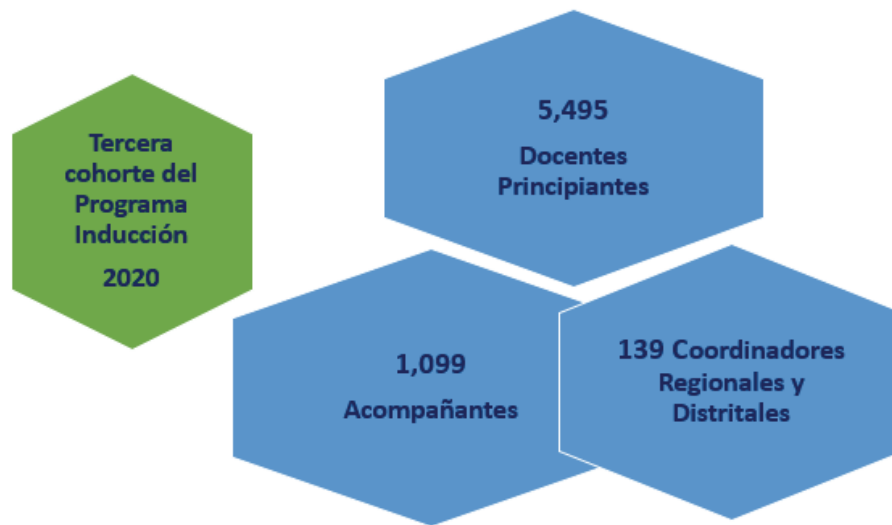 Tercera
cohorte del
Programa
Inducción
2020
5,495
Docentes
Principiantes
1,099
Acompañantes
139 Coordinadores
Regionales y
Distritales